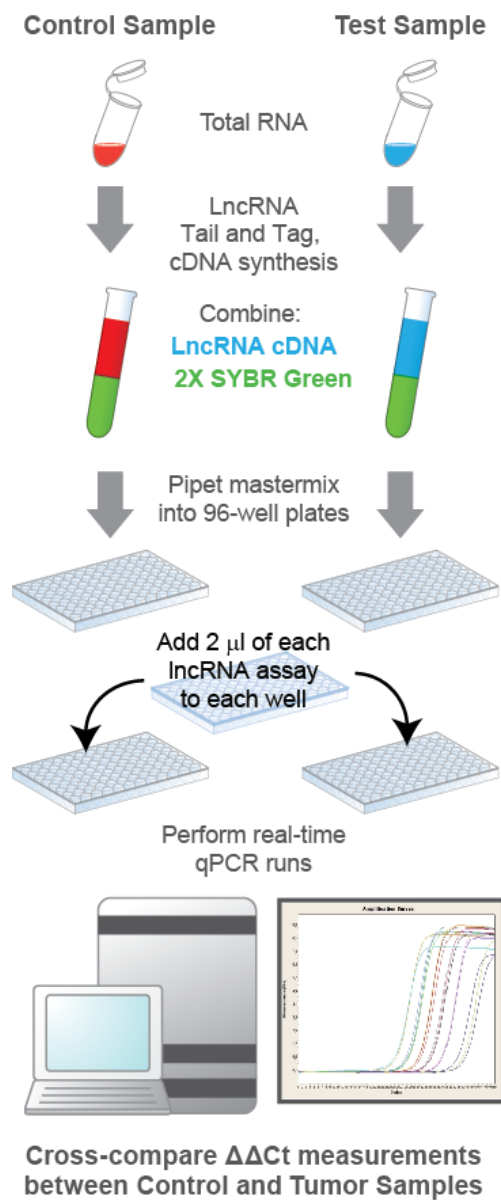 Control Sample
Test Sample
Total RNA
LncRNA
Tail and Tag,
cDNA synthesis
Combine:
LncRNA cDNA
2X SYBR Green
Pipet mastermix
into 96-well plates
Add 2 μl of each
lncRNA assay
to each well
Perform real-time
qPCR runs
Cross-compare ΔΔCt measurements
between Control and Tumor Samples